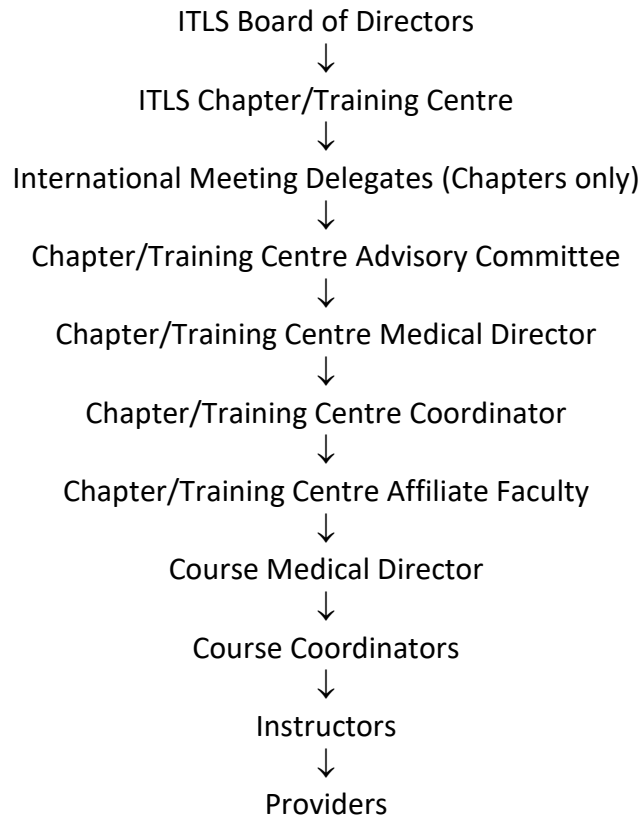 ITLS Board of Directors
↓
ITLS Chapter/Training Centre
↓
International Meeting Delegates (Chapters only)
↓
Chapter/Training Centre Advisory Committee
↓
Chapter/Training Centre Medical Director
↓
Chapter/Training Centre Coordinator
↓
Chapter/Training Centre Affiliate Faculty
↓
Course Medical Director
↓
Course Coordinators
↓
Instructors
↓
Providers